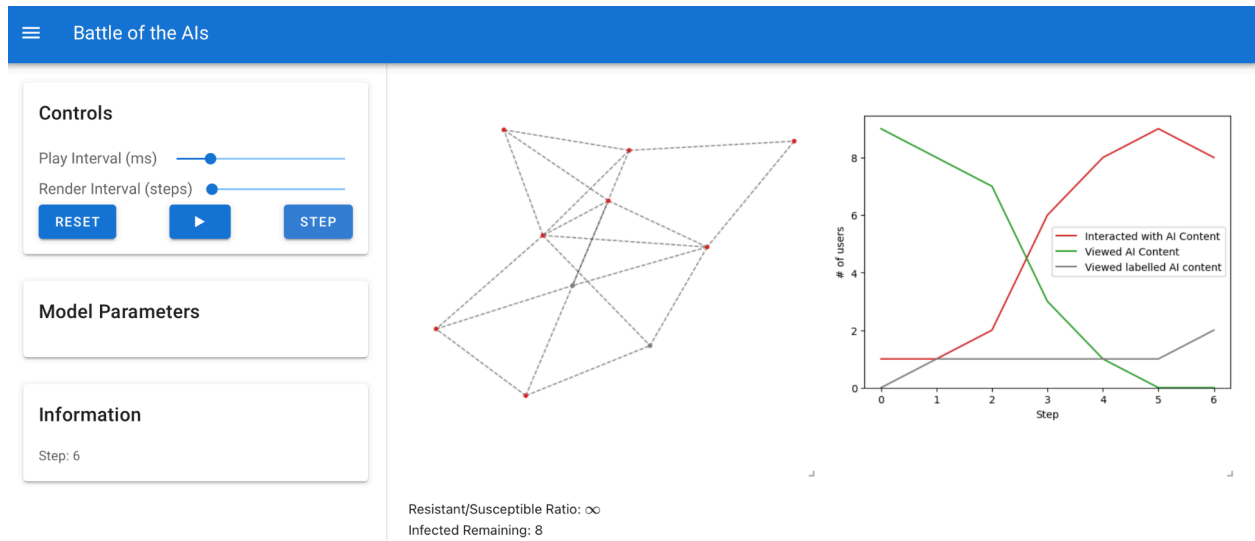 Battle of the AIs
Controls
Play Interval (ms)
Render Interval (steps)
RESET
STEP
Model Parameters
Information
Step: 6
# of users
8
6
4
2
0
Interacted with AI Content
Viewed AI Content
Viewed labelled AI content
0 1 2 3 4 5 6
Step
Resistant/Susceptible Ratio: ∞
Infected Remaining: 8